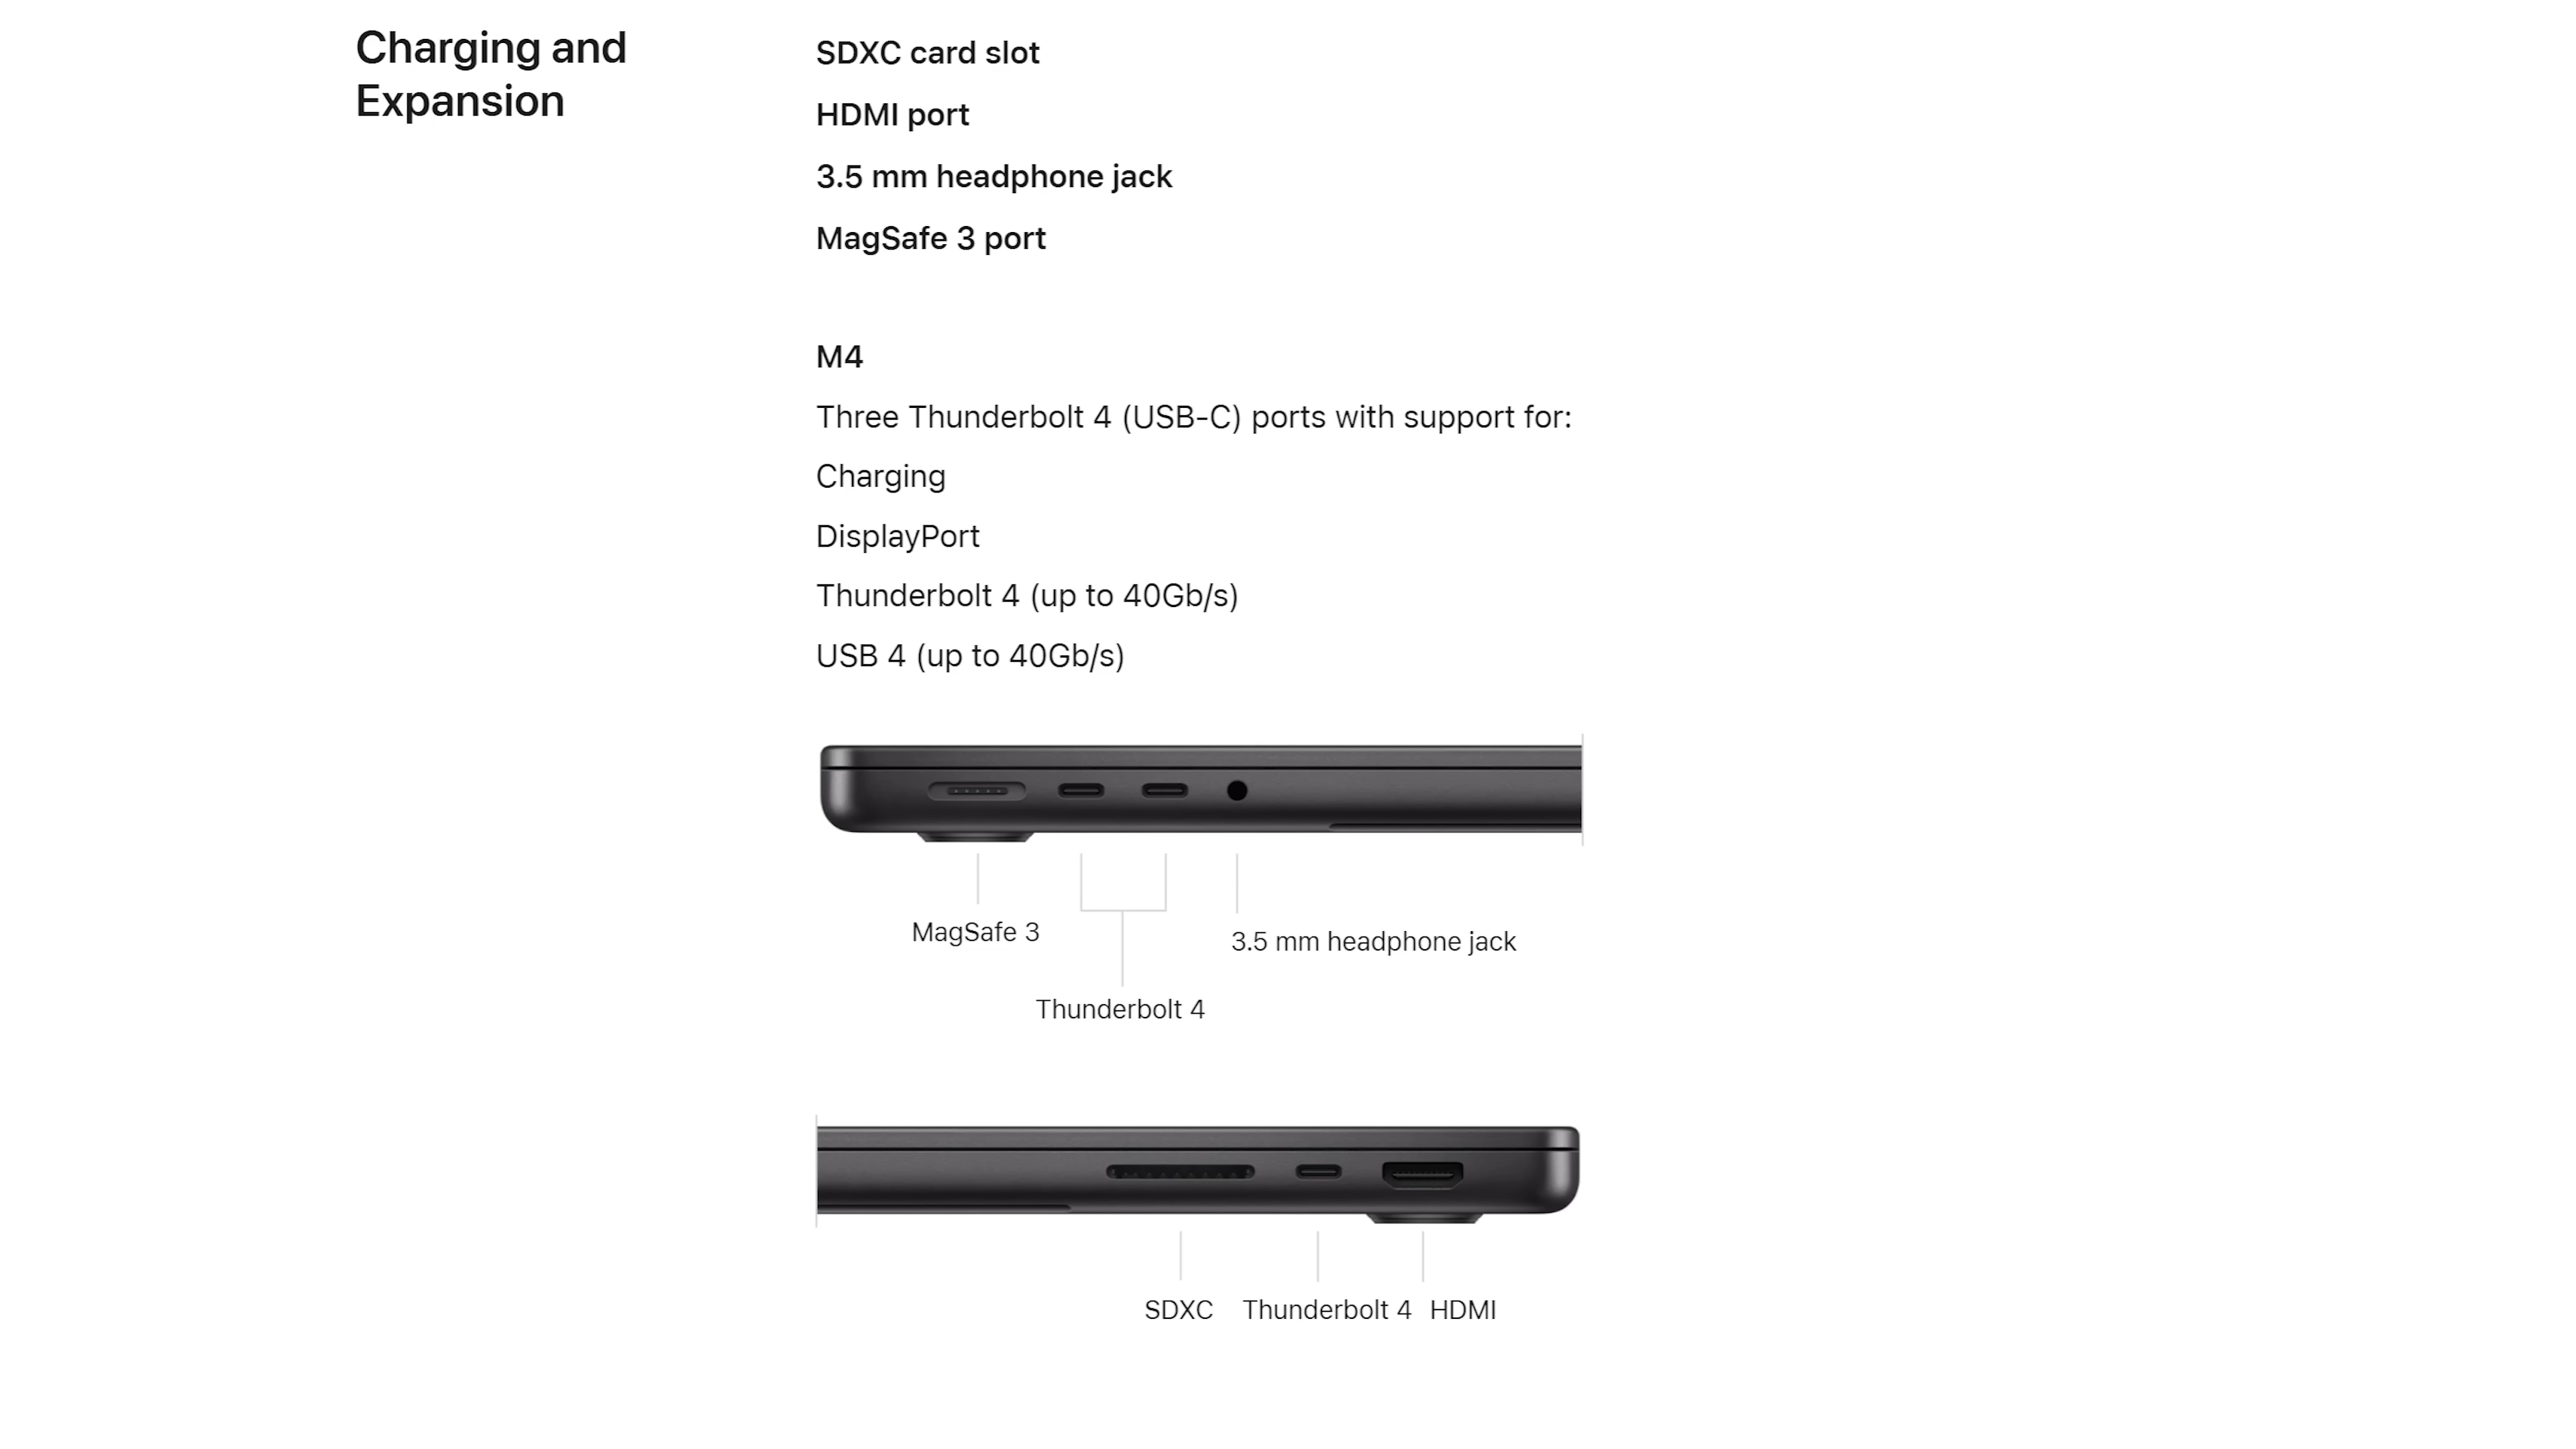 Charging and
Expansion
SDXC card slot
HDMI port
3.5 mm headphone jack
MagSafe 3 port
M4
Three Thunderbolt 4 (USB-C) ports with support for:
Charging
DisplayPort
Thunderbolt 4 (up to 40Gb/s)
USB 4 (up to 40Gb/s)
MagSafe 3
3.5 mm headphone jack
Thunderbolt 4
SDXC
Thunderbolt 4
HDMI